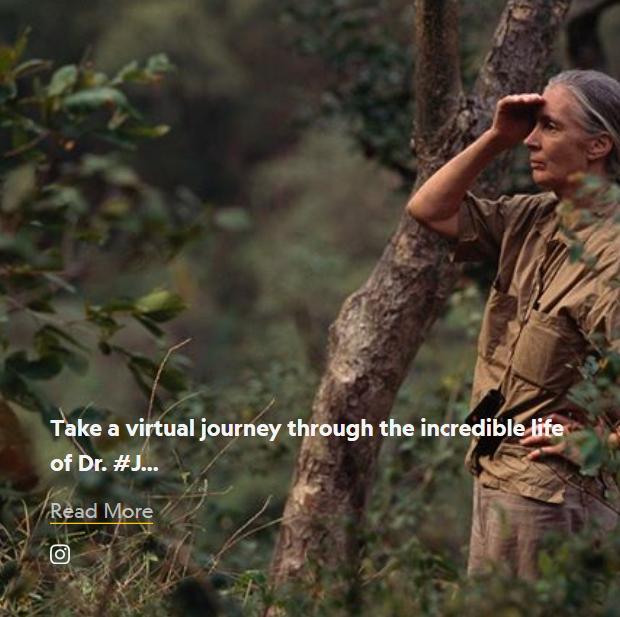 Take a virtual journey through the incredible life
of Dr. #J...
Read More